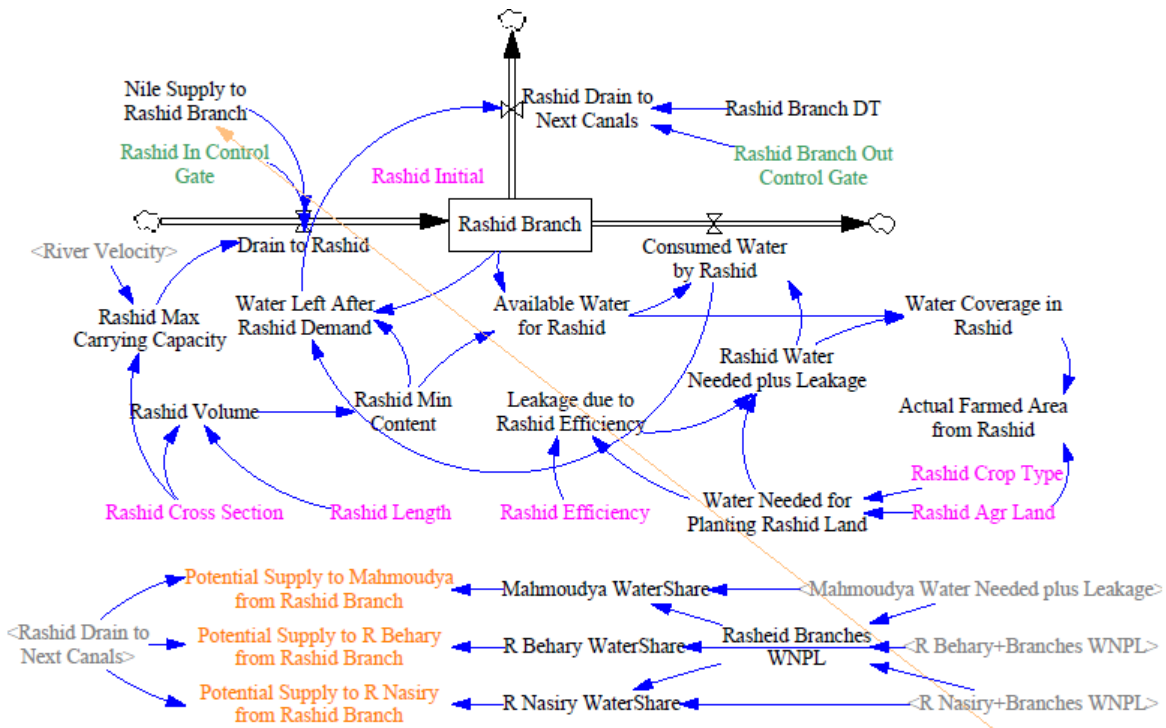 Nile Supply to
Rashid Branch
Rashid Drain to
Next Canals
Rashid Branch DT
Rashid In Control
Gate
Rashid Initial
Rashid Branch Out
Control Gate
Rashid Branch
<River Velocity>
Drain to Rashid
Consumed Water
by Rashid
Rashid Max
Carrying Capacity
Water Left After
Rashid Demand
Available Water
for Rashid
Water Coverage in
Rashid
Rashid Water
Needed plus Leakage
Rashid Volume
Rashid Min
Content
Leakage due to
Rashid Efficiency
Actual Farmed Area
from Rashid
Rashid Crop Type
Rashid Cross Section
Rashid Length
Rashid Efficiency
Water Needed for
Planting Rashid Land
Rashid Agr Land
Potential Supply to Mahmoudya
from Rashid Branch
Mahmoudya WaterShare
<Mahmoudya Water Needed plus Leakage>
<Rashid Drain to
Next Canals>
Potential Supply to R Behary
from Rashid Branch
R Behary WaterShare
Rasheid Branches
WNPL
<R Behary+Branches WNPL>
Potential Supply to R Nasiry
from Rashid Branch
R Nasiry WaterShare
<R Nasiry+Branches WNPL>